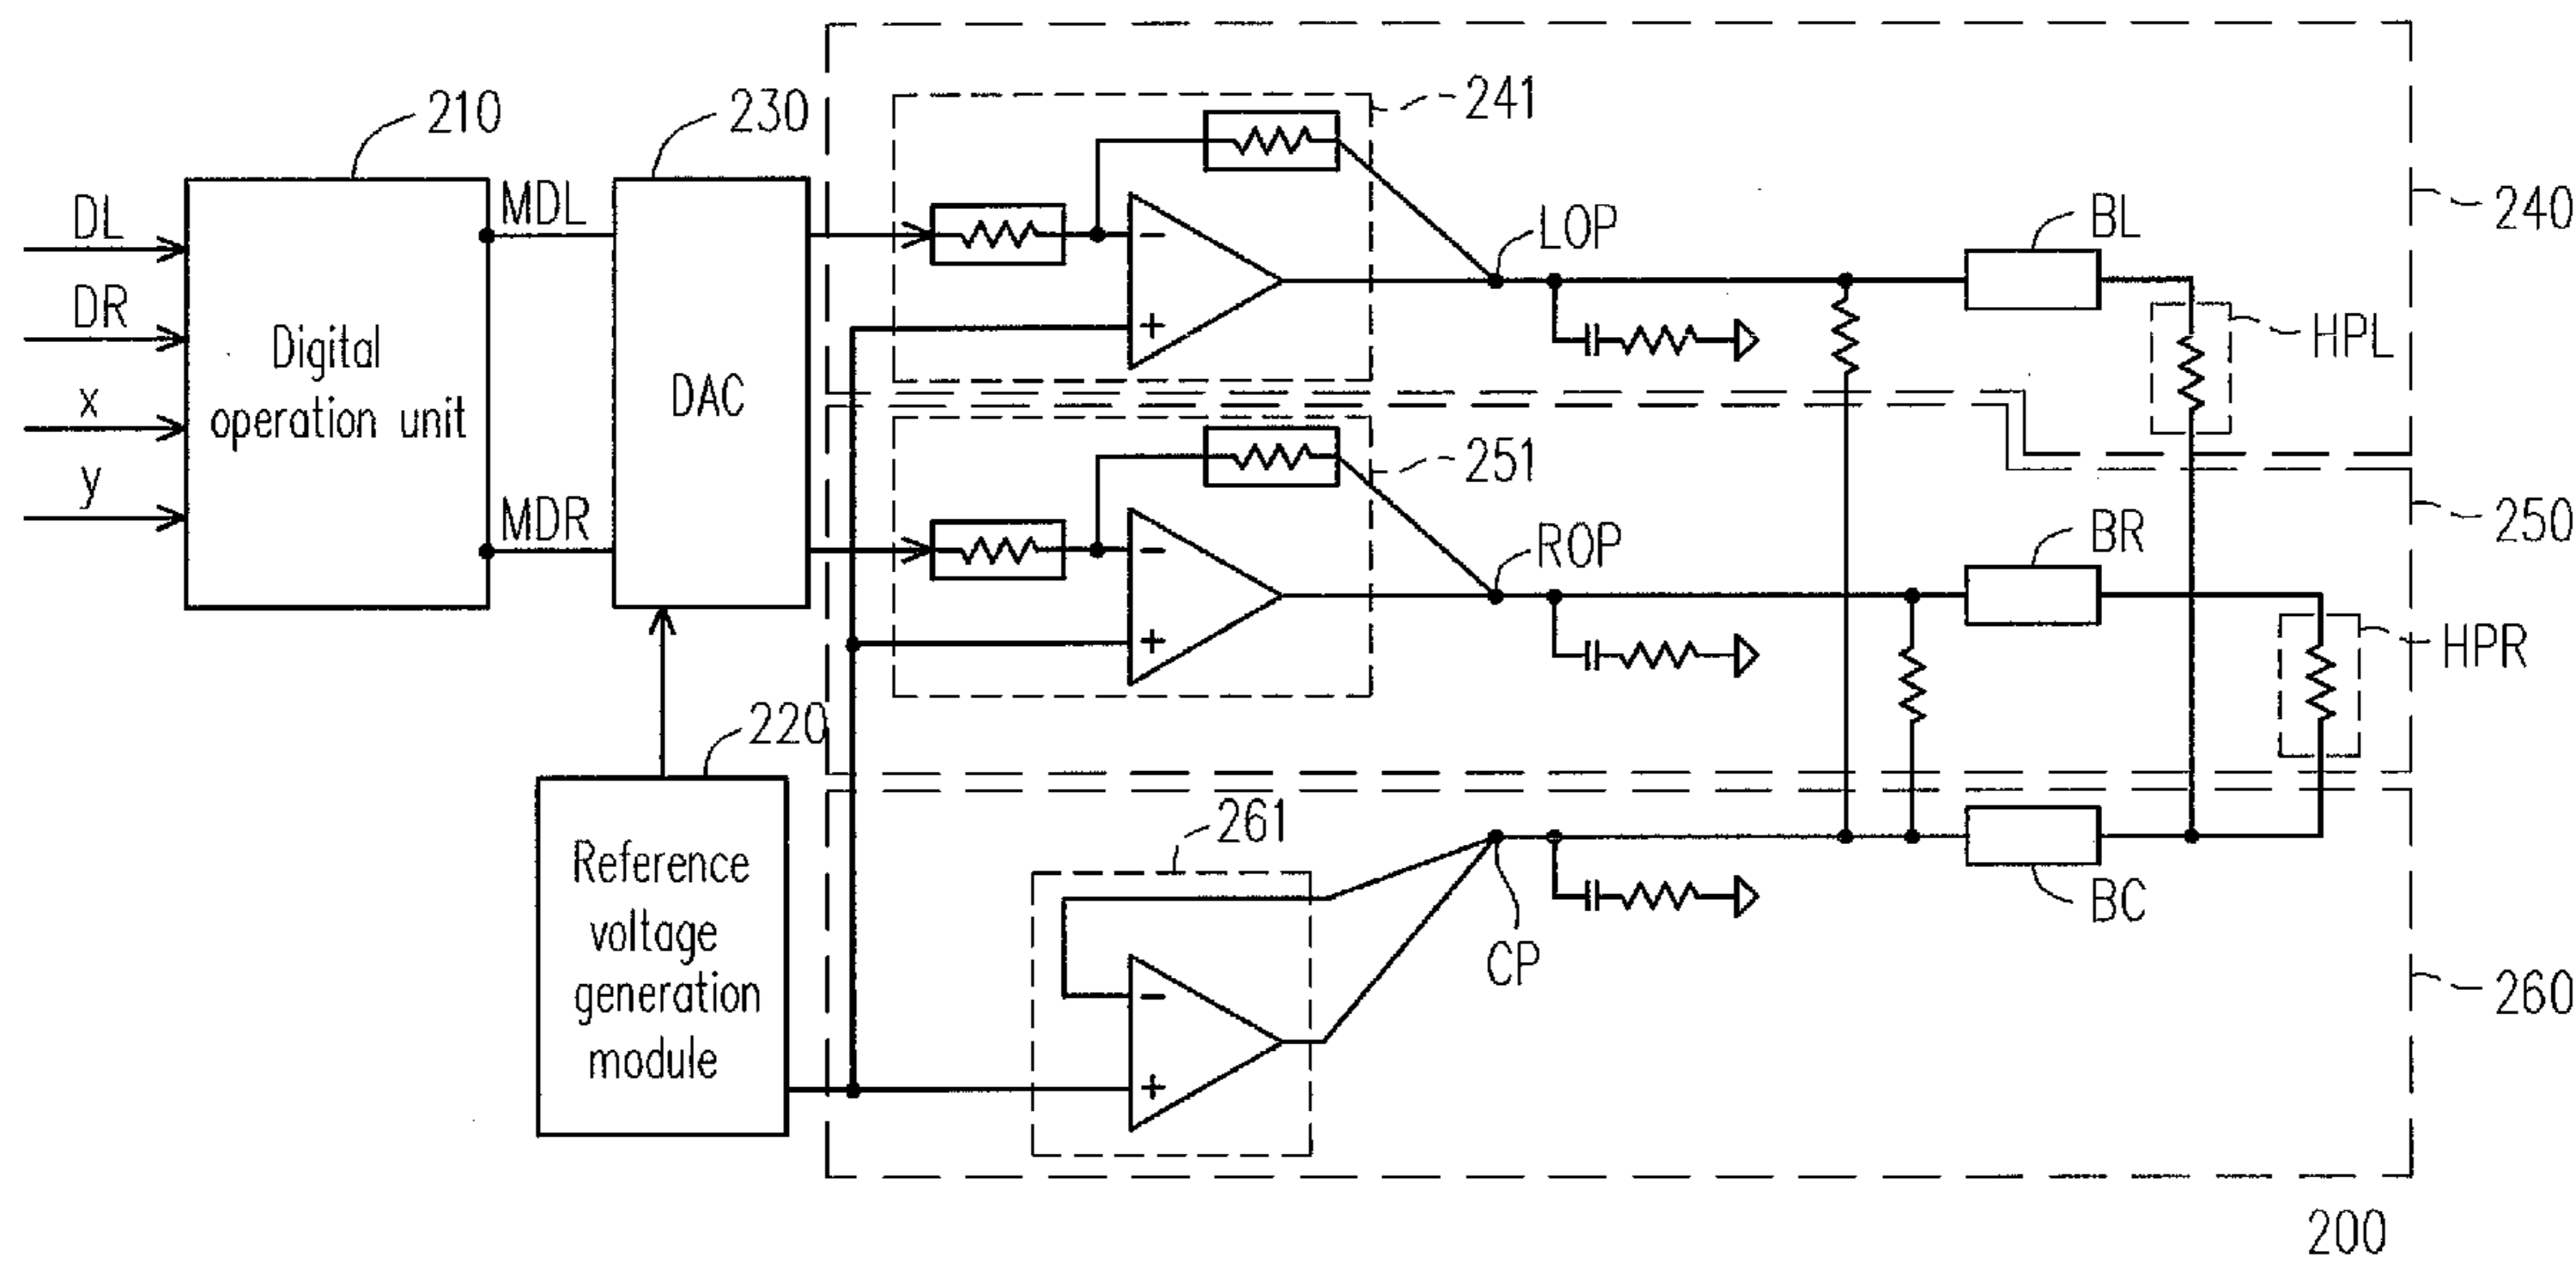 210
230
241
DL
DR
x
y
Digital
operation unit
MDL
MDR
DAC
−
+
LOP
BL
240
HPL
251
−
+
ROP
BR
250
HPR
220
Reference
voltage
generation
module
261
−
+
CP
BC
260
200